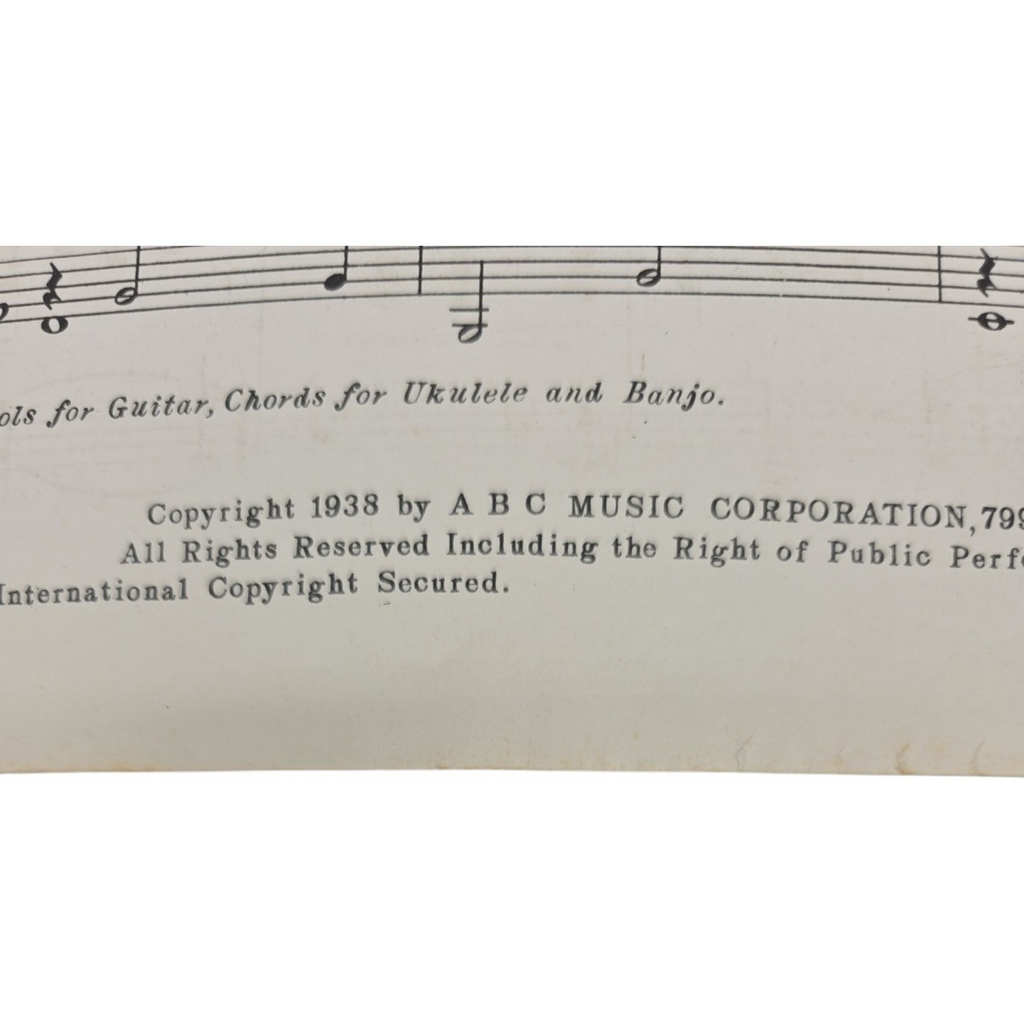 for Guitar, Chords for Ukulele and Banjo.
Copyright 1938 by A B C MUSIC CORPORATION,
All Rights Reserved Including the Right of Public
International Copyright Secured.